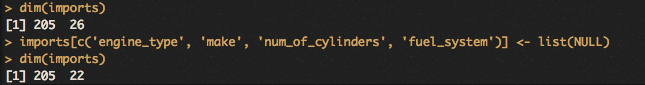 > dim(imports)
[1] 205  26
> imports[c('engine_type', 'make', 'num_of_cylinders', 'fuel_system')] <- list(NULL)
> dim(imports)
[1] 205  22